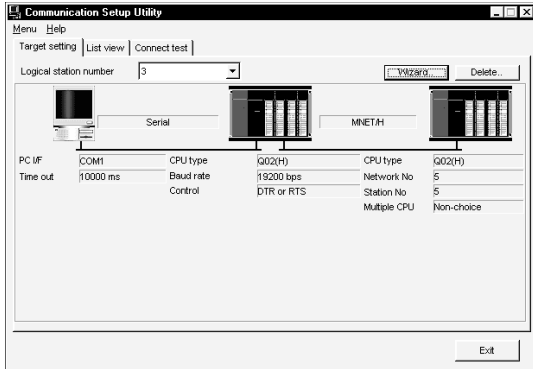 Communication Setup Utility
Menu Help
Target setting List view Connect test
Logical station number 3 Wizard... Delete..
Serial MNET/H
PC I/F COM1 CPU type Q02(H) CPU type Q02(H)
Time out 10000 ms Baud rate 19200 bps Network No 5
Control DTR or RTS Station No 5
Multiple CPU Non-choice
Exit